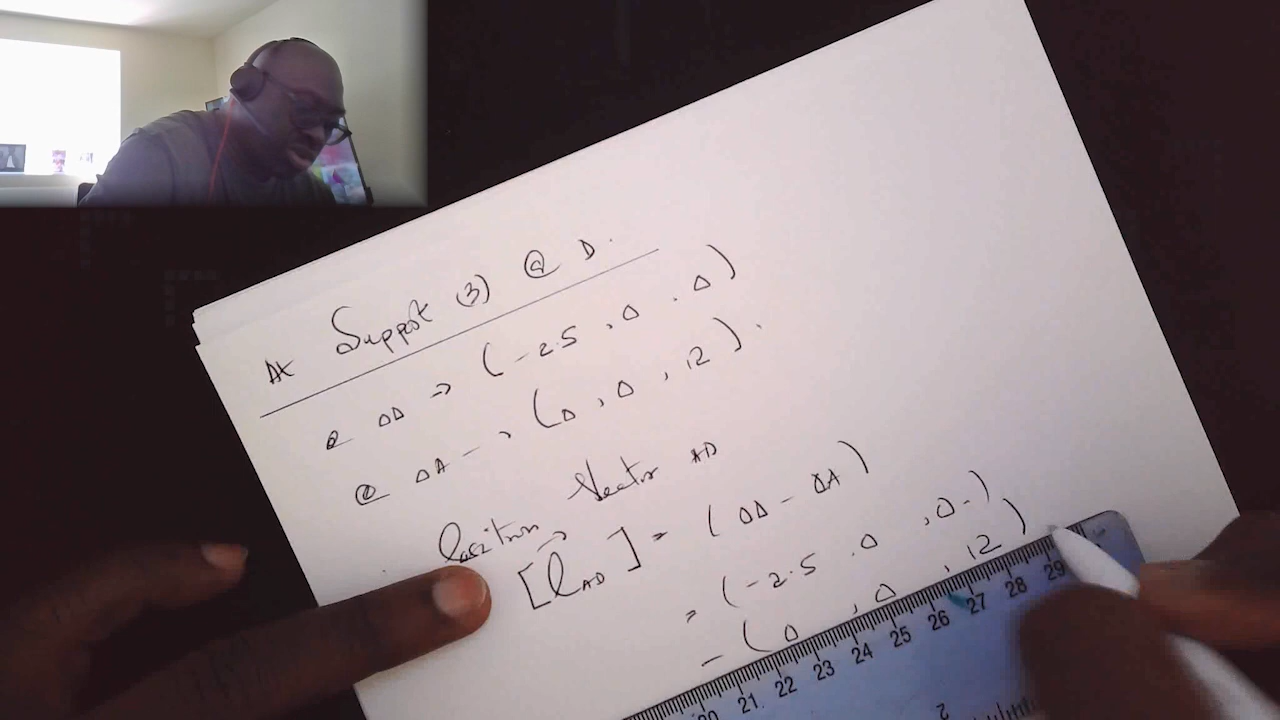 At Support (3) @ D.
@ OD → (-2.5, 0, 0)
@ OA → (0, 0, 12).
Position Vector AD
[l⃗AD] = (OD - OA)
= (-2.5, 0, 0)
- (0, 0, 12)
20 21 22 23 24 25 26 27 28 29
2